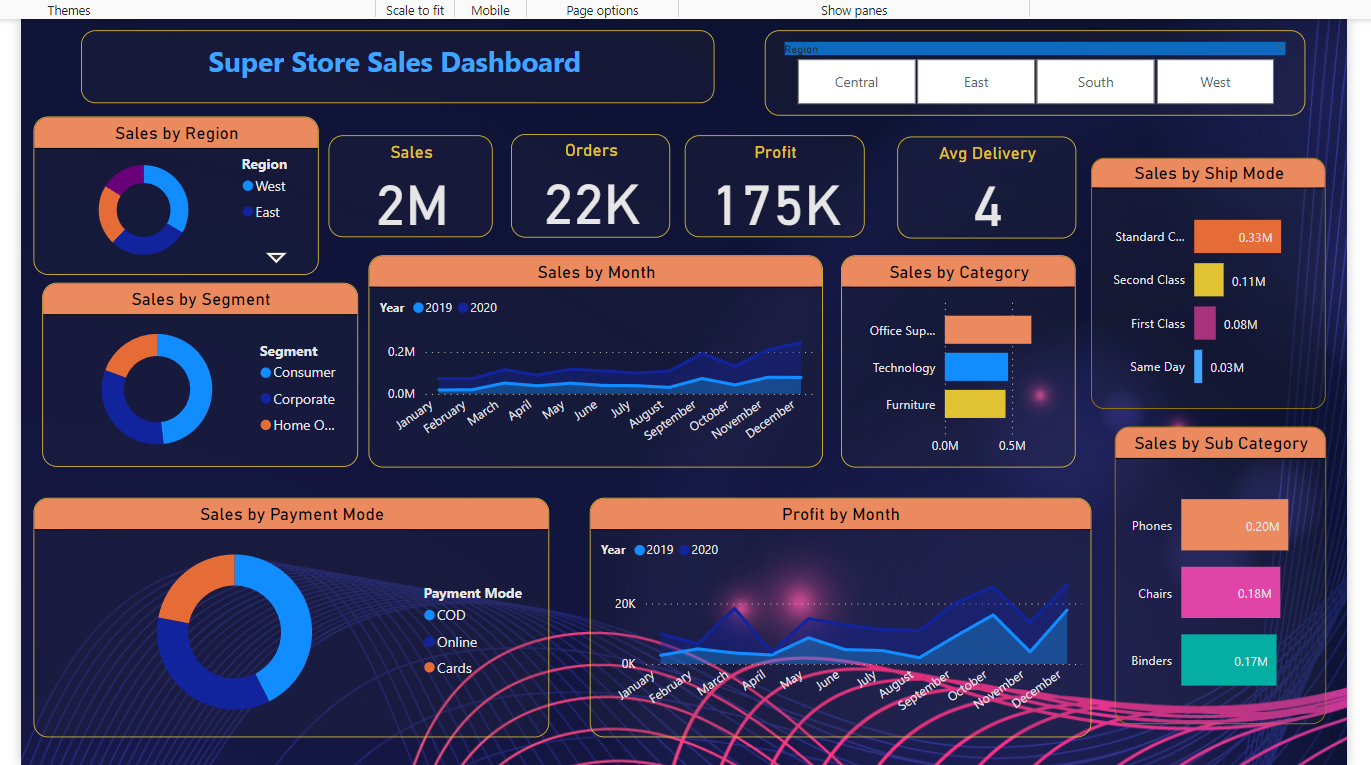 Themes
Scale to fit
Mobile
Page options
Show panes
Super Store Sales Dashboard
Region
Central
East
South
West
Sales by Region
Region
West
East
Sales
2M
Orders
22K
Profit
175K
Avg Delivery
4
Sales by Ship Mode
Standard C...
0.33M
Second Class
0.11M
First Class
0.08M
Same Day
0.03M
Sales by Segment
Segment
Consumer
Corporate
Home O...
Sales by Month
Year 2019 2020
0.2M
0.0M
January
February
March
April
May
June
July
August
September
October
November
December
Sales by Category
Office Sup...
Technology
Furniture
0.0M 0.5M
Sales by Sub Category
Phones
0.20M
Chairs
0.18M
Binders
0.17M
Sales by Payment Mode
Payment Mode
COD
Online
Cards
Profit by Month
Year 2019 2020
20K
0K
January
February
March
April
May
June
July
August
September
October
November
December